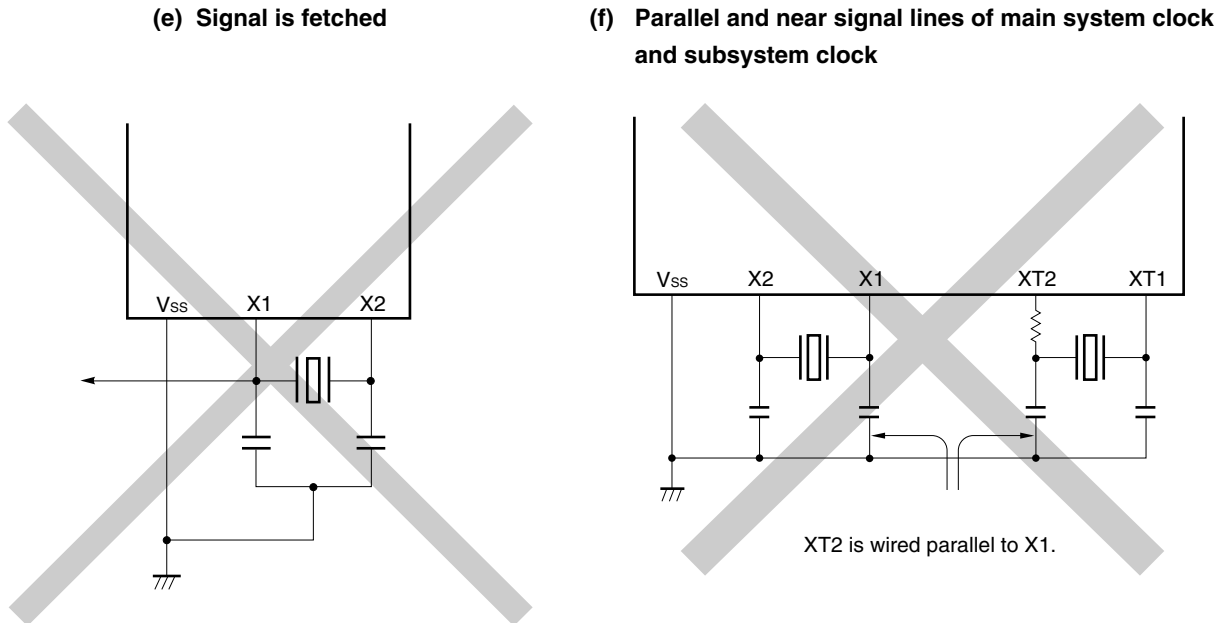 (e) Signal is fetched
VSS X1 X2
(f) Parallel and near signal lines of main system clock
and subsystem clock
VSS X2 X1 XT2 XT1
XT2 is wired parallel to X1.